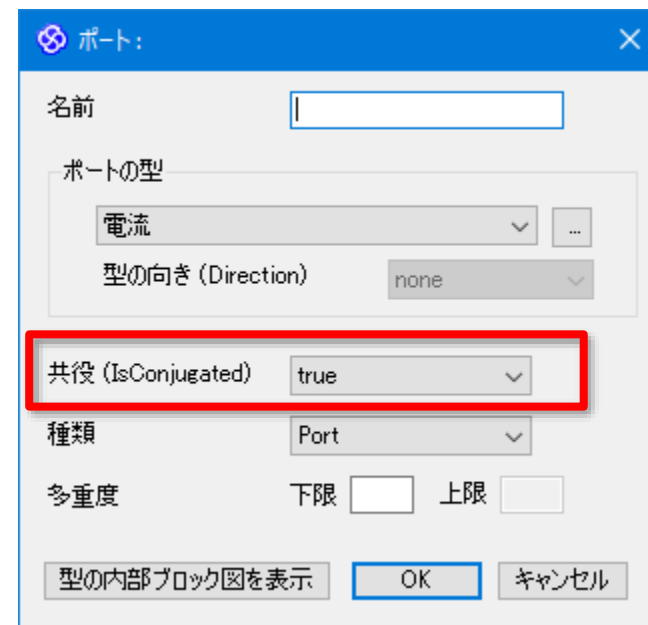 ポート :
名前
ポートの型
電流
...
型の向き (Direction) none
共役 (IsConjugated) true
種類 Port
多重度 下限 上限
型の内部ブロック図を表示 OK キャンセル